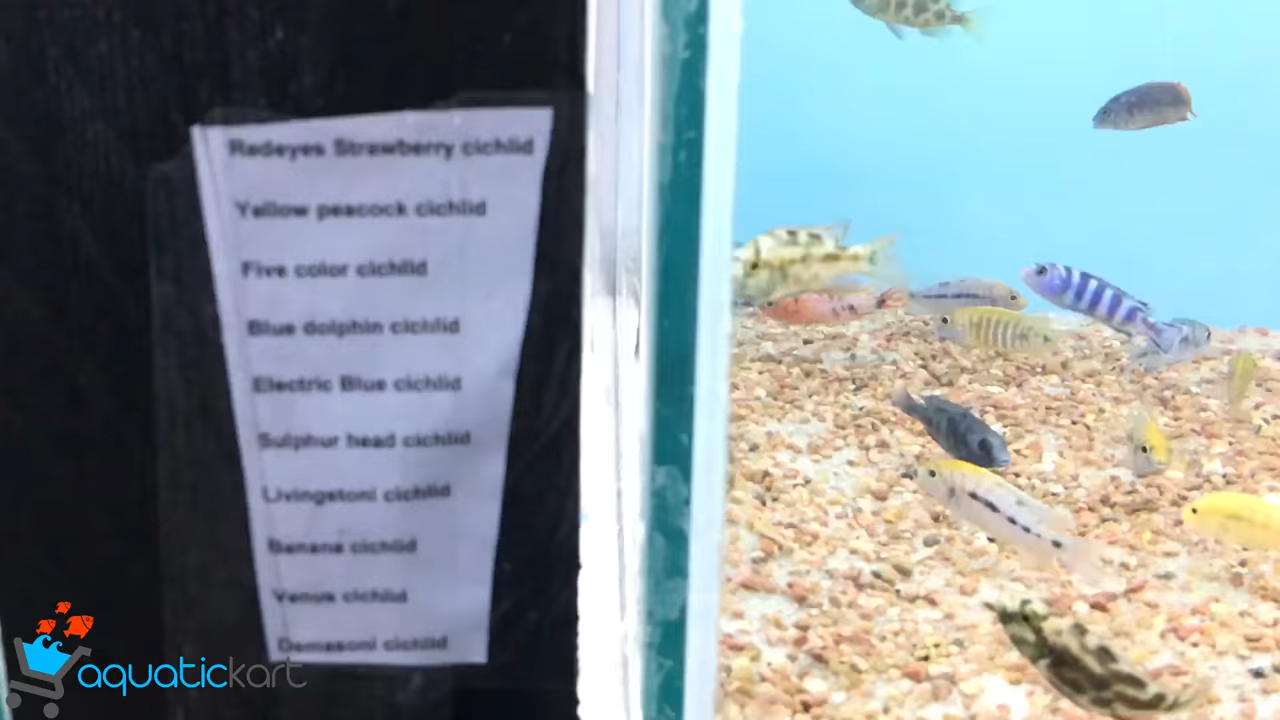 Redeyes Strawberry cichlid
Yellow peacock cichlid
Five color cichlid
Blue dolphin cichlid
Electric Blue cichlid
Sulphur head cichlid
Livingstoni cichlid
Banana cichlid
Venus cichlid
Demasoni cichlid
aquatickart